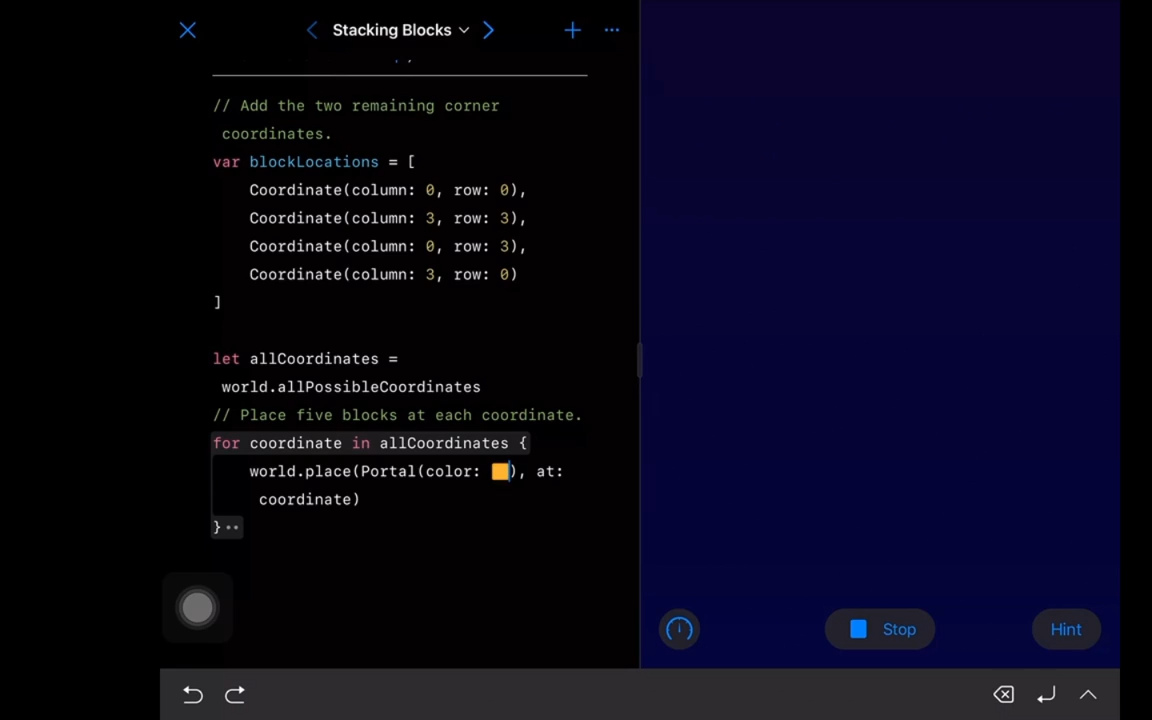 Stacking Blocks
// Add the two remaining corner
coordinates.
var blockLocations = [
Coordinate(column: 0, row: 0),
Coordinate(column: 3, row: 3),
Coordinate(column: 0, row: 3),
Coordinate(column: 3, row: 0)
]
let allCoordinates =
world.allPossibleCoordinates
// Place five blocks at each coordinate.
for coordinate in allCoordinates {
world.place(Portal(color: ), at:
coordinate)
}
Stop
Hint